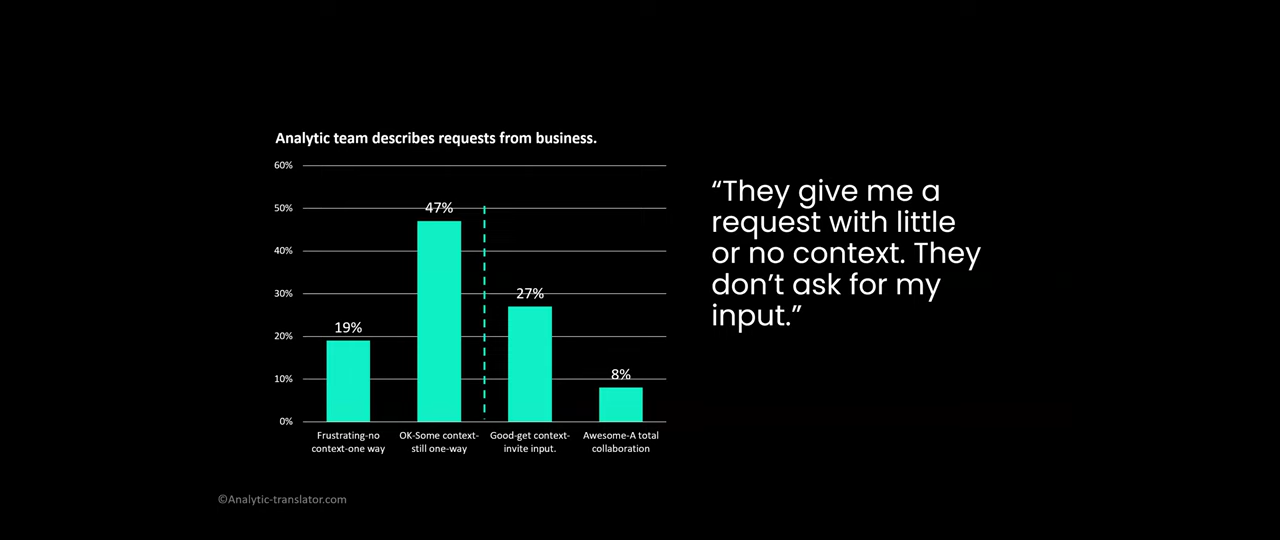 Analytic team describes requests from business.
60%
50%
40%
30%
20%
10%
0%
19%
47%
27%
8%
Frustrating-no
context-one way
OK-Some context-
still one-way
Good-get context-
invite input.
Awesome-A total
collaboration
“They give me a
request with little
or no context. They
don’t ask for my
input.”
©Analytic-translator.com